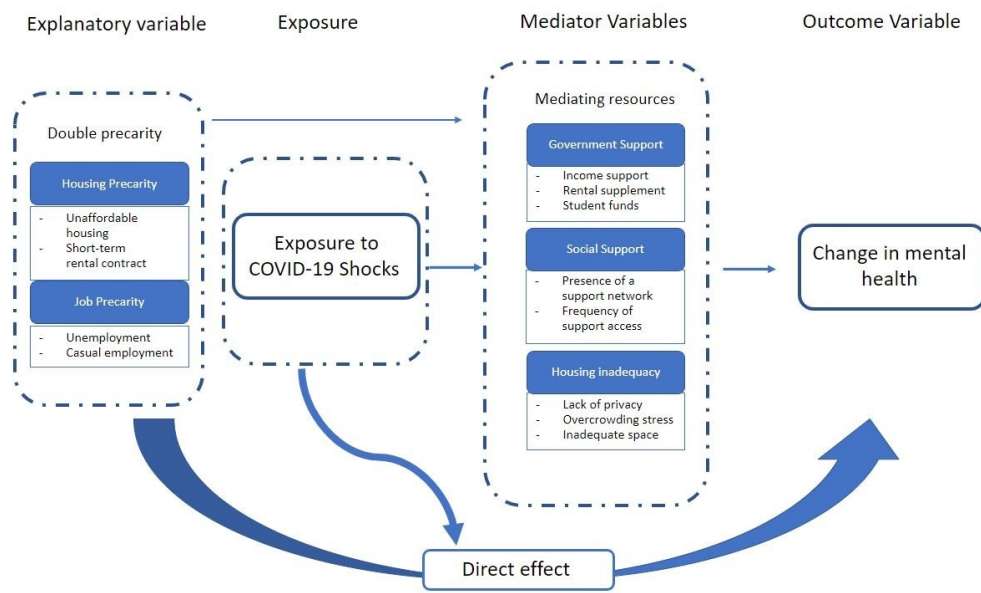 Explanatory variable
Exposure
Mediator Variables
Outcome Variable
Double precarity
Housing Precarity
- Unaffordable
housing
- Short-term
rental contract
Job Precarity
- Unemployment
- Casual employment
Exposure to
COVID-19 Shocks
Mediating resources
Government Support
- Income support
- Rental supplement
- Student funds
Social Support
- Presence of a
support network
- Frequency of
support access
Housing inadequacy
- Lack of privacy
- Overcrowding stress
- Inadequate space
Change in mental
health
Direct effect